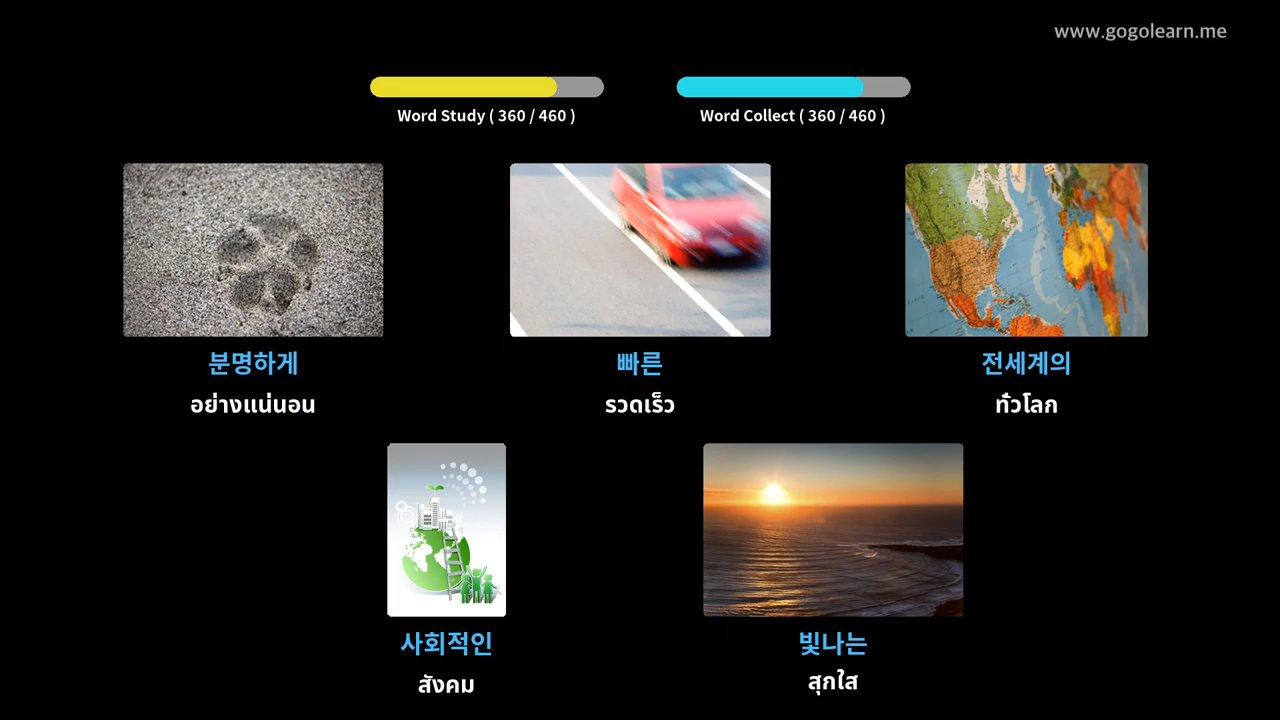 www.gogolearn.me
Word Study ( 360 / 460 )
Word Collect ( 360 / 460 )
분명하게
빠른
전세계의
อย่างแน่นอน
รวดเร็ว
ทั่วโลก
사회적인
빛나는
สังคม
สุกใส